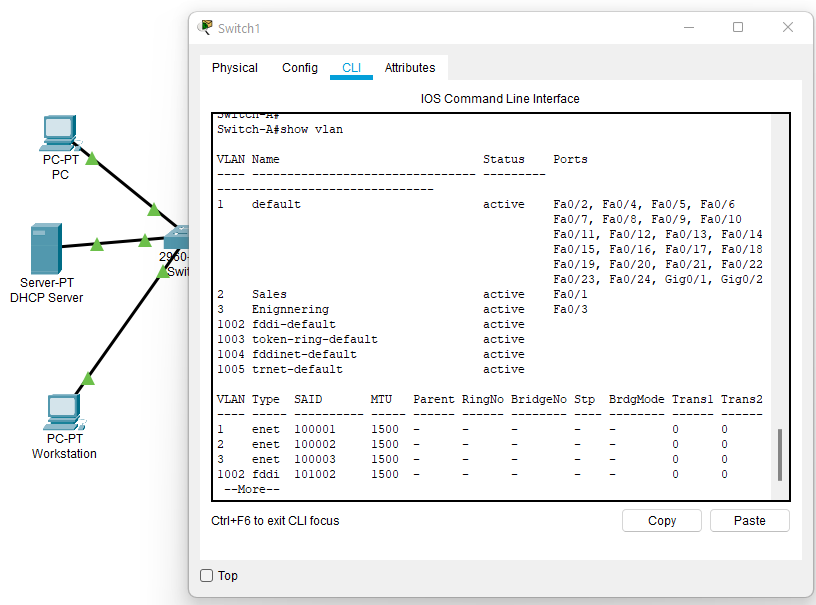 Switch1
Physical Config CLI Attributes
IOS Command Line Interface
Switch-A#
Switch-A#show vlan
VLAN Name Status Ports
---- -------------------------------- ---------
-------------------------------
1 default active Fa0/2, Fa0/4, Fa0/5, Fa0/6
Fa0/7, Fa0/8, Fa0/9, Fa0/10
Fa0/11, Fa0/12, Fa0/13, Fa0/14
Fa0/15, Fa0/16, Fa0/17, Fa0/18
Fa0/19, Fa0/20, Fa0/21, Fa0/22
Fa0/23, Fa0/24, Gig0/1, Gig0/2
2 Sales active Fa0/1
3 Enignnering active Fa0/3
1002 fddi-default active
1003 token-ring-default active
1004 fddinet-default active
1005 trnet-default active
VLAN Type SAID MTU Parent RingNo BridgeNo Stp BrdgMode Trans1 Trans2
---- ----- ---------- ----- ------ ------ -------- ---- -------- ------ ------
1 enet 100001 1500 - - - - - 0 0
2 enet 100002 1500 - - - - - 0 0
3 enet 100003 1500 - - - - - 0 0
1002 fddi 101002 1500 - - - - - 0 0
--More--
Ctrl+F6 to exit CLI focus
Copy Paste
Top
PC-PT
PC
2960-
Swit
Server-PT
DHCP Server
PC-PT
Workstation